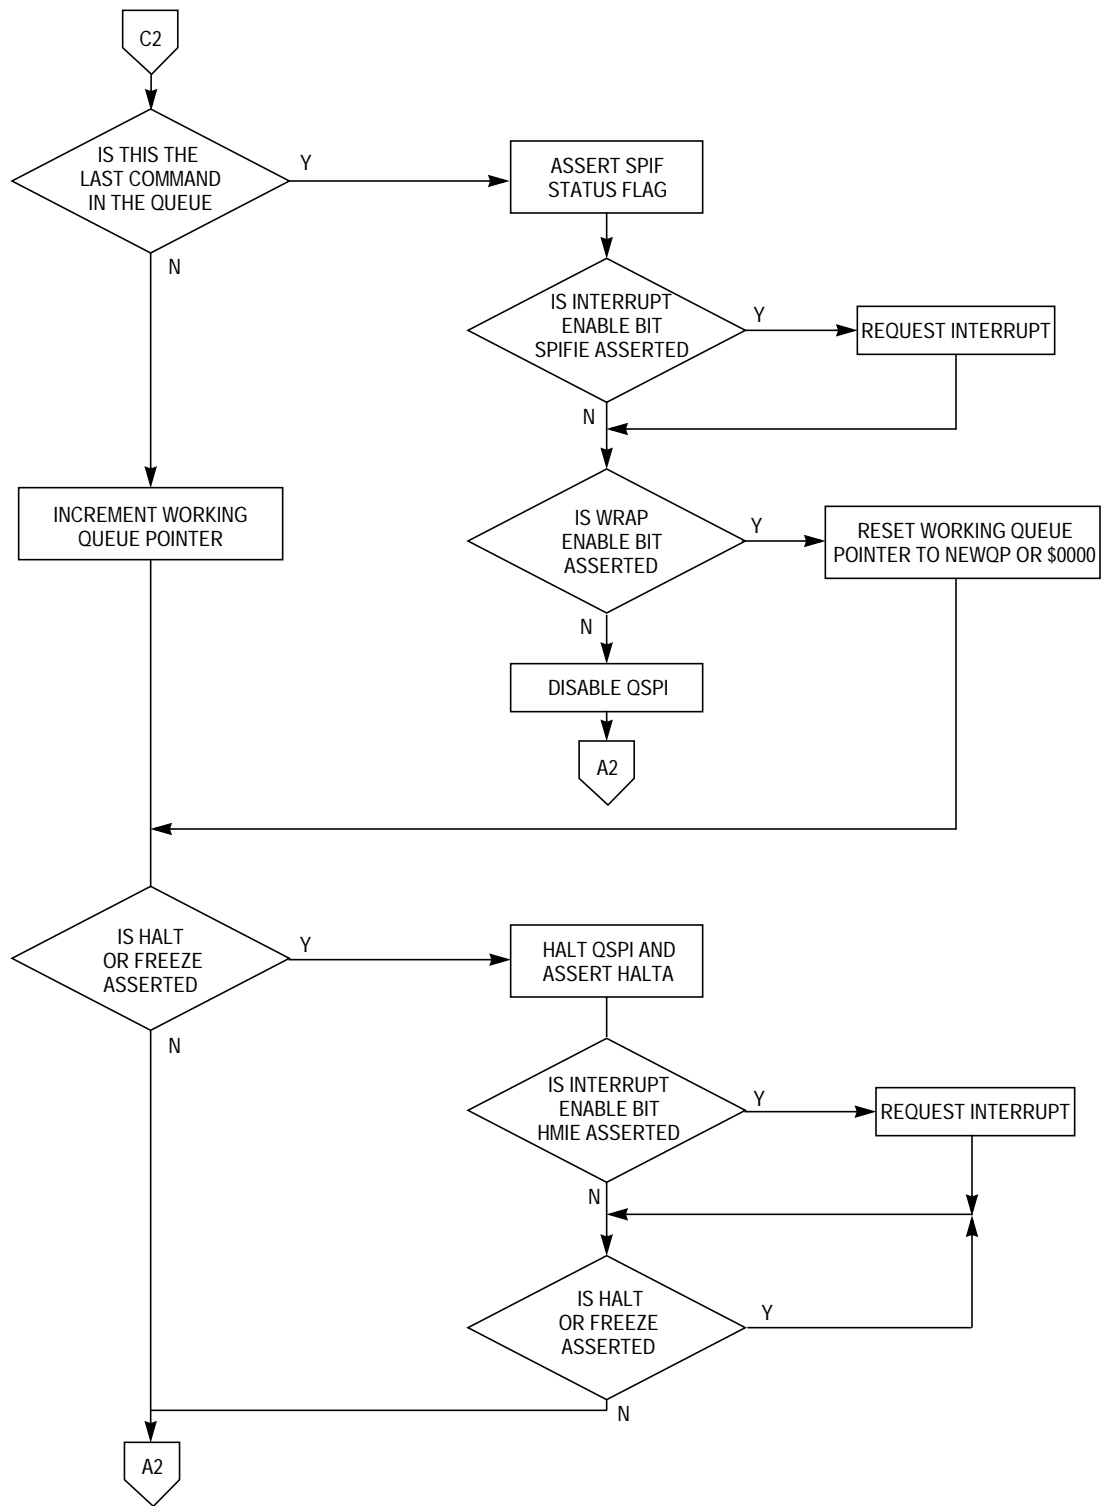 C2
IS THIS THE
LAST COMMAND
IN THE QUEUE
Y
N
ASSERT SPIF
STATUS FLAG
IS INTERRUPT
ENABLE BIT
SPIFIE ASSERTED
Y
REQUEST INTERRUPT
N
INCREMENT WORKING
QUEUE POINTER
IS WRAP
ENABLE BIT
ASSERTED
Y
RESET WORKING QUEUE
POINTER TO NEWQP OR $0000
N
DISABLE QSPI
A2
IS HALT
OR FREEZE
ASSERTED
Y
N
HALT QSPI AND
ASSERT HALTA
IS INTERRUPT
ENABLE BIT
HMIE ASSERTED
Y
REQUEST INTERRUPT
N
IS HALT
OR FREEZE
ASSERTED
Y
N
A2